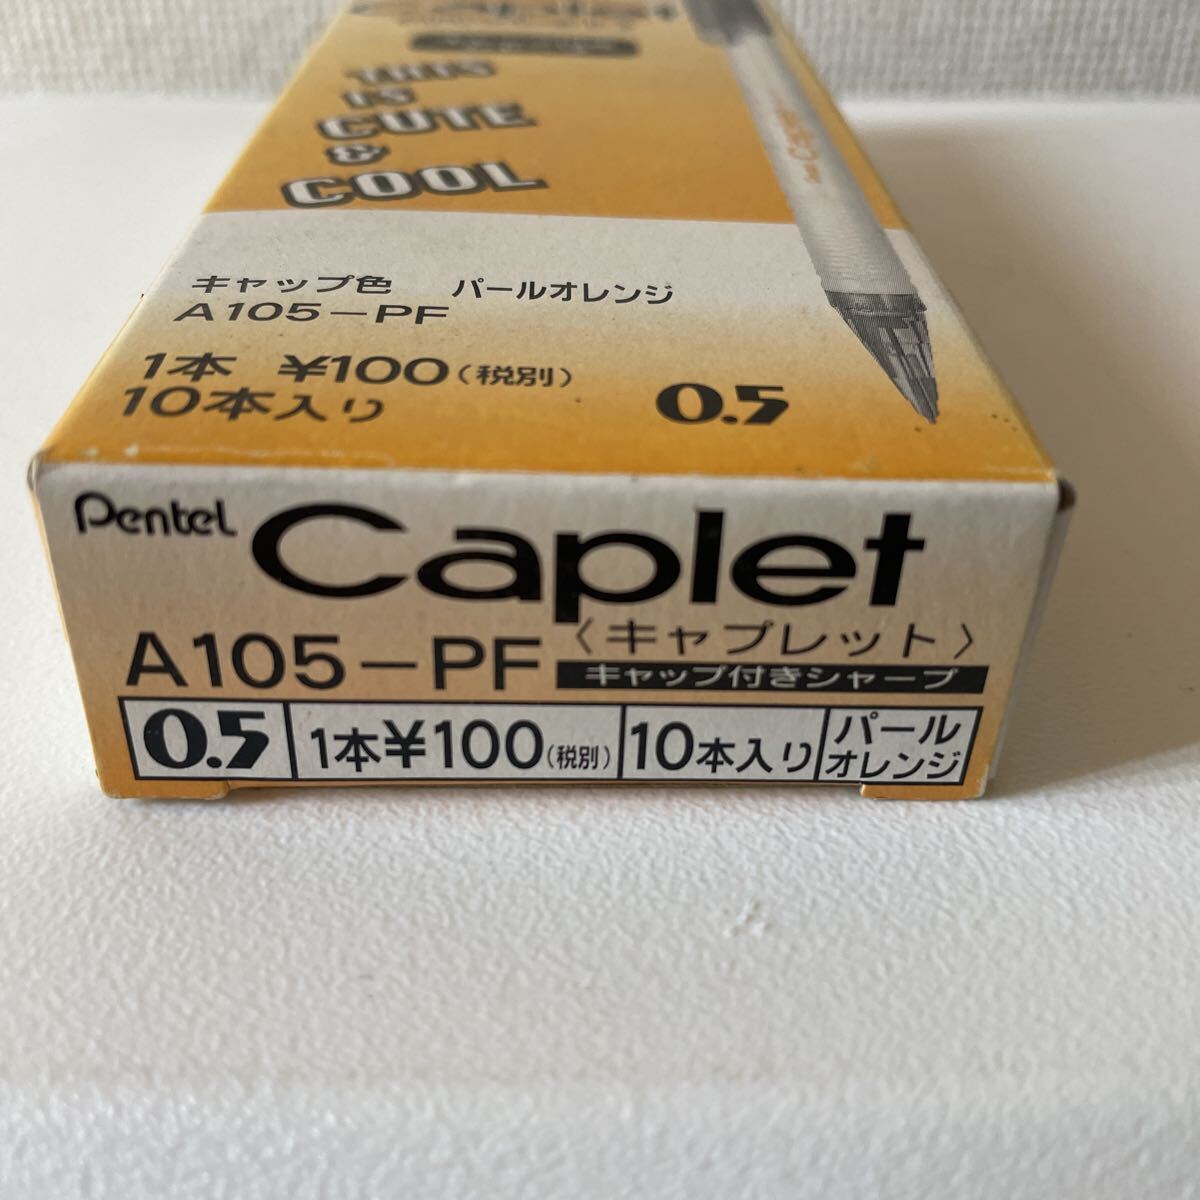 Caplet
THIS
IS
CUTE
&
COOL
Caplet
キャップ色 パールオレンジ
A105-PF
1本 ¥100(税別)
10本入り
0.5
Pentel Caplet
A105-PF 〈キャプレット〉
キャップ付きシャープ
0.5 1本¥100(税別) 10本入り パール
オレンジ